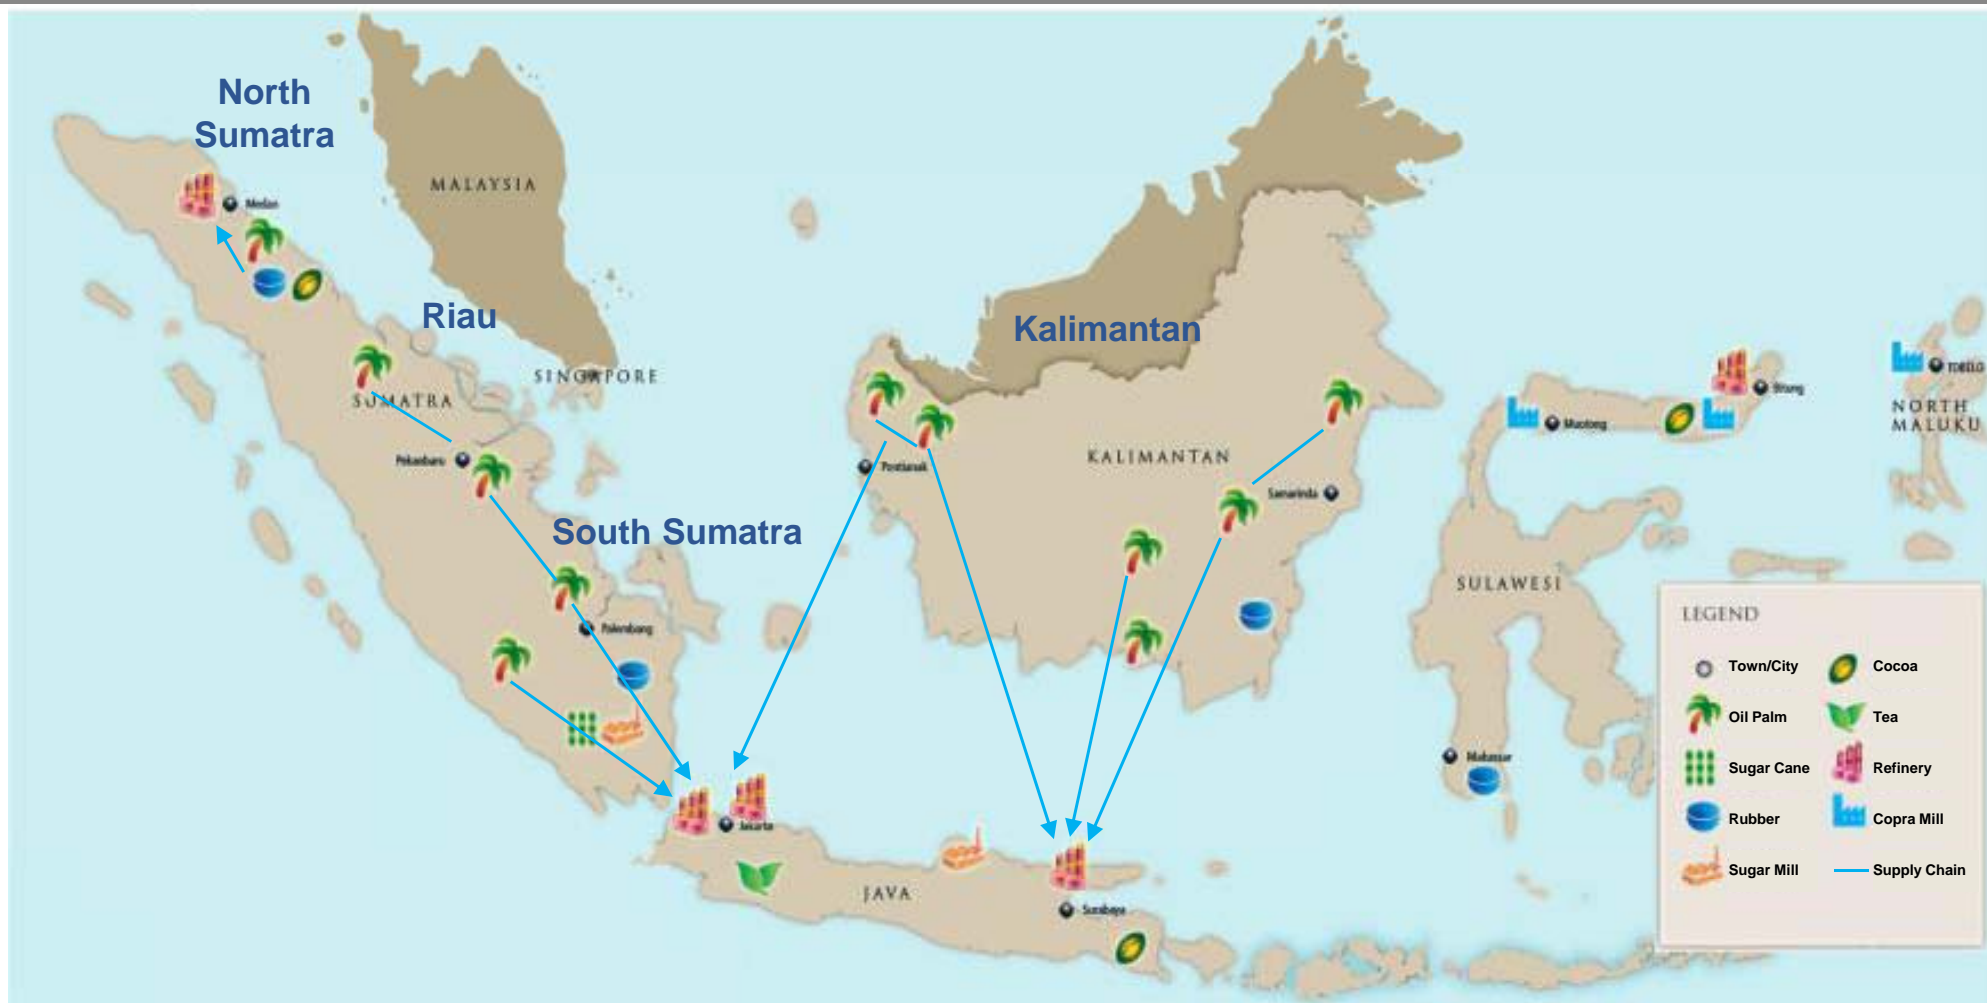 North
Sumatra
MALAYSIA
Medan
Riau
Kalimantan
SINGAPORE
SUMATRA
Pekanbaru
Pontianak
KALIMANTAN
Samarinda
Bitung
TOBELO
NORTH
MALUKU
Moutong
South Sumatra
SULAWESI
Palembang
Makassar
Jakarta
JAVA
Surabaya
LEGEND
Town/City
Cocoa
Oil Palm
Tea
Sugar Cane
Refinery
Rubber
Copra Mill
Sugar Mill
Supply Chain